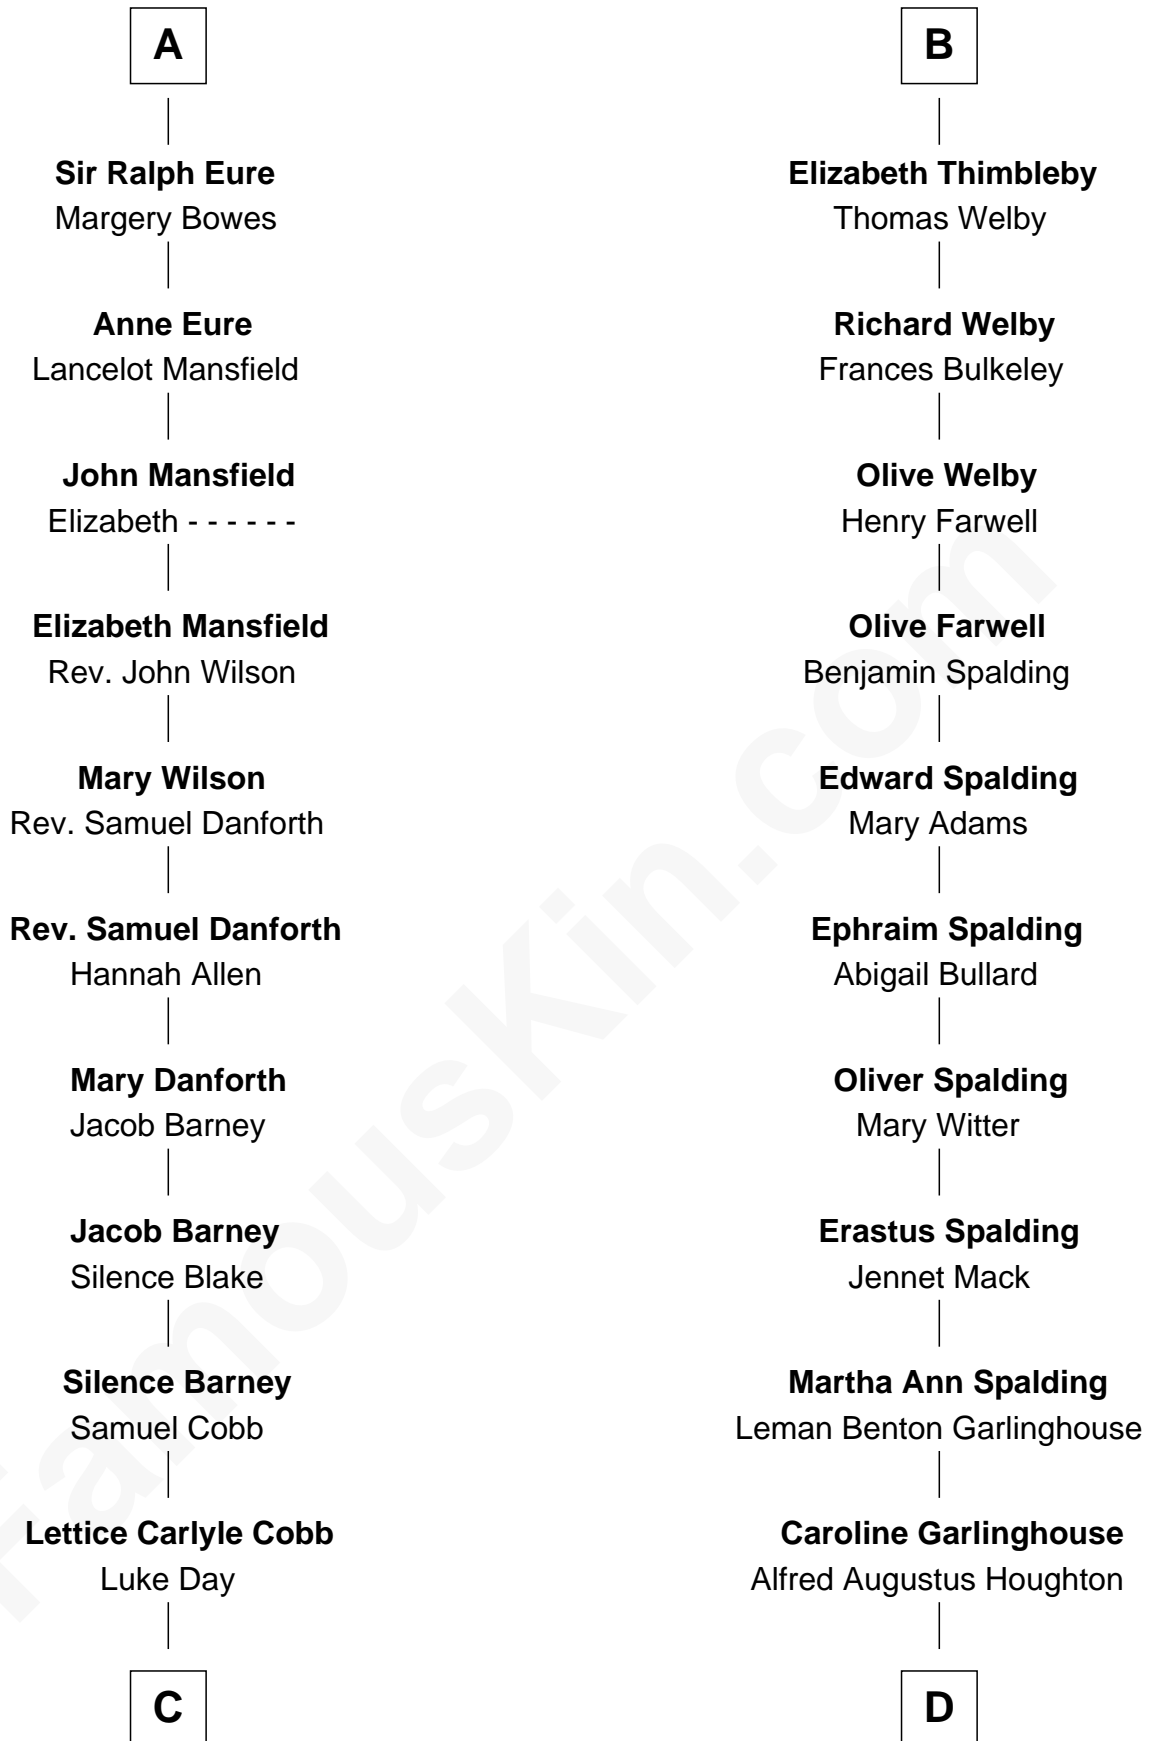 A
Sir Ralph Eure
Margery Bowes
Anne Eure
Lancelot Mansfield
John Mansfield
Elizabeth - - - - - -
Elizabeth Mansfield
Rev. John Wilson
Mary Wilson
Rev. Samuel Danforth
Rev. Samuel Danforth
Hannah Allen
Mary Danforth
Jacob Barney
Jacob Barney
Silence Blake
Silence Barney
Samuel Cobb
Lettice Carlyle Cobb
Luke Day
C
B
Elizabeth Thimbleby
Thomas Welby
Richard Welby
Frances Bulkeley
Olive Welby
Henry Farwell
Olive Farwell
Benjamin Spalding
Edward Spalding
Mary Adams
Ephraim Spalding
Abigail Bullard
Oliver Spalding
Mary Witter
Erastus Spalding
Jennet Mack
Martha Ann Spalding
Leman Benton Garlinghouse
Caroline Garlinghouse
Alfred Augustus Houghton
D
FamousKin.com